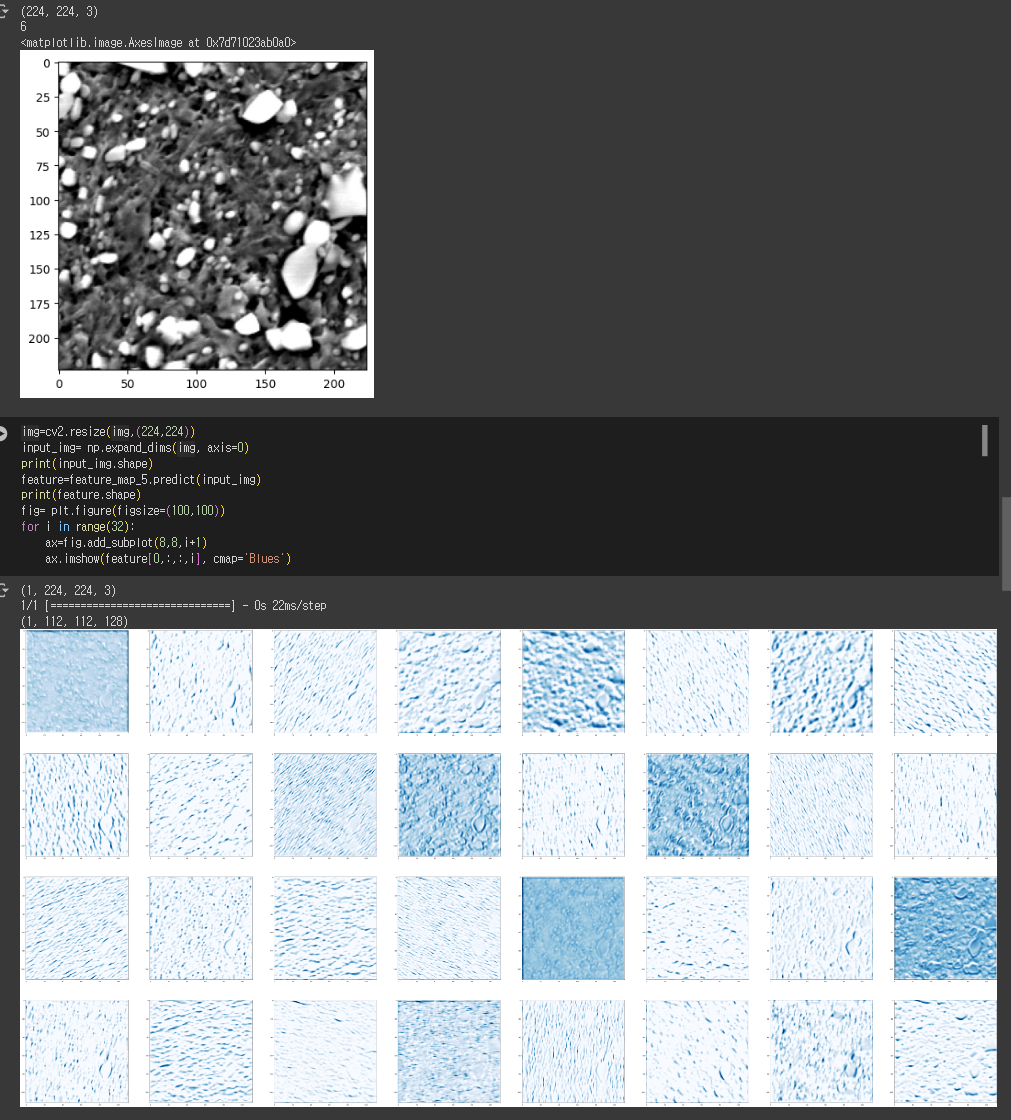 (224, 224, 3)
6
<matplotlib.image.AxesImage at 0x7d71023ab0a0>
0
25
50
75
100
125
150
175
200
0 50 100 150 200
img=cv2.resize(img,(224,224))
input_img= np.expand_dims(img, axis=0)
print(input_img.shape)
feature=feature_map_5.predict(input_img)
print(feature.shape)
fig= plt.figure(figsize=(100,100))
for i in range(32):
    ax=fig.add_subplot(8,8,i+1)
    ax.imshow(feature[0,:,:,i], cmap='Blues')
(1, 224, 224, 3)
1/1 [==============================] - 0s 22ms/step
(1, 112, 112, 128)